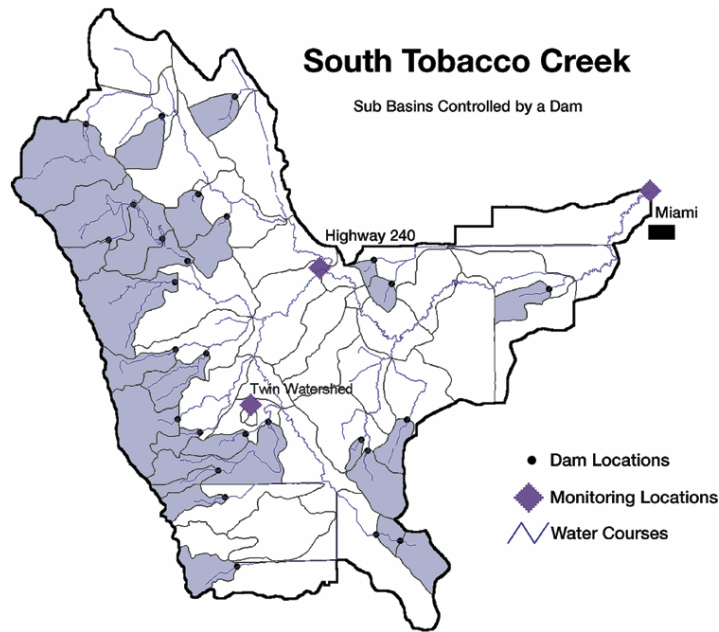 South Tobacco Creek
Sub Basins Controlled by a Dam
Miami
Highway 240
Twin Watershed
Dam Locations
Monitoring Locations
Water Courses